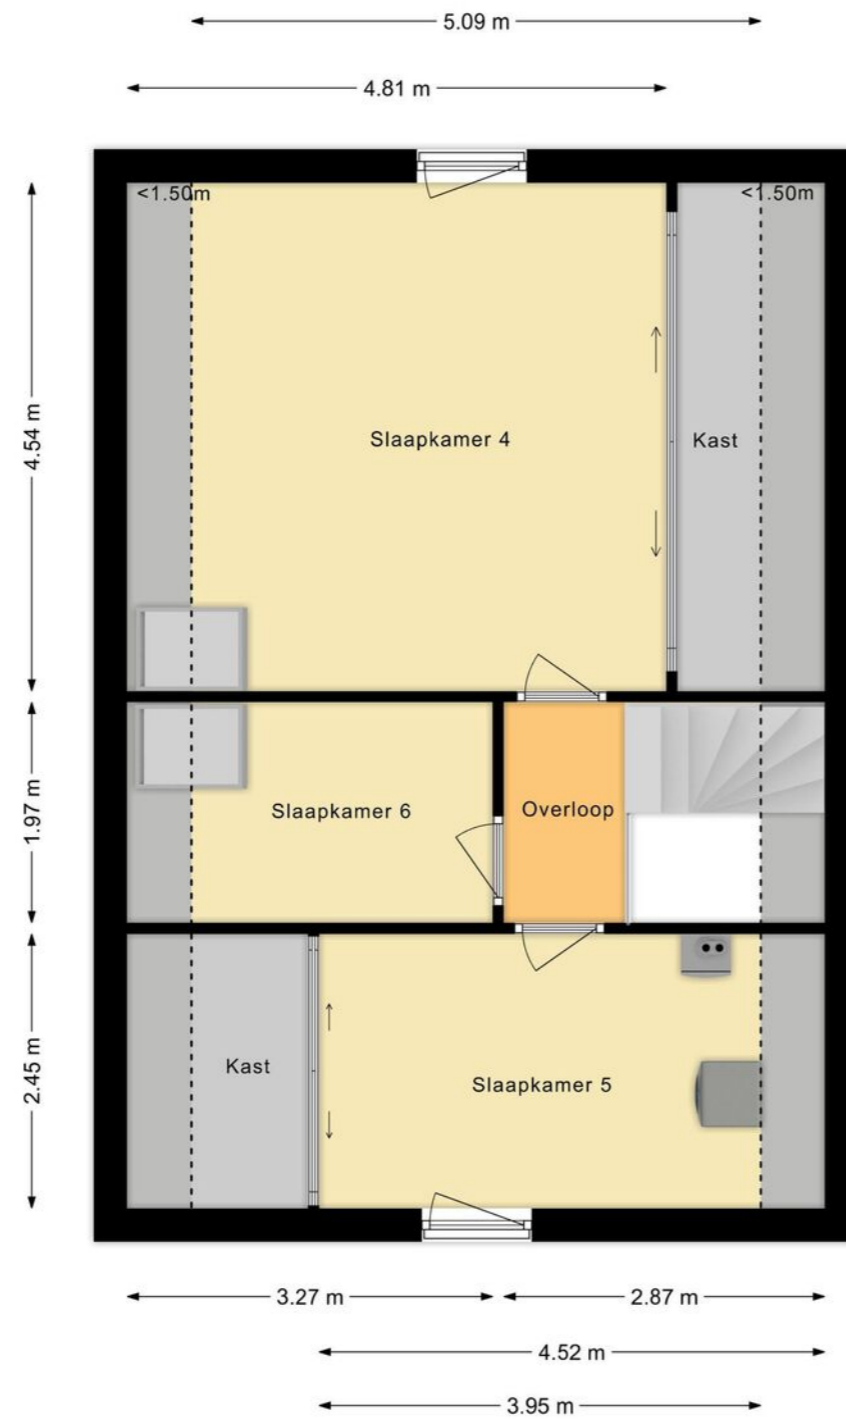 5.09 m
4.81 m
<1.50m
<1.50m
4.54 m
Slaapkamer 4
Kast
1.97 m
Slaapkamer 6
Overloop
2.45 m
Kast
Slaapkamer 5
3.27 m
2.87 m
4.52 m
3.95 m